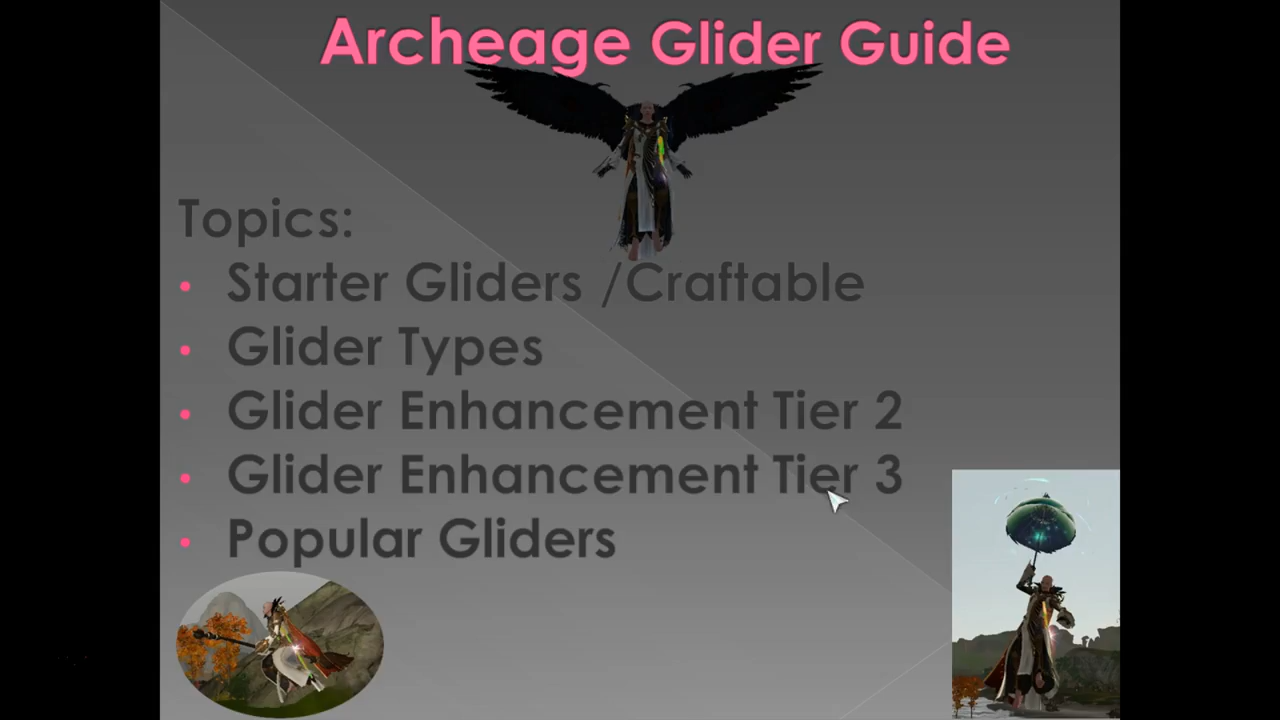 Archeage Glider Guide
Topics:
• Starter Gliders /Craftable
• Glider Types
• Glider Enhancement Tier 2
• Glider Enhancement Tier 3
• Popular Gliders